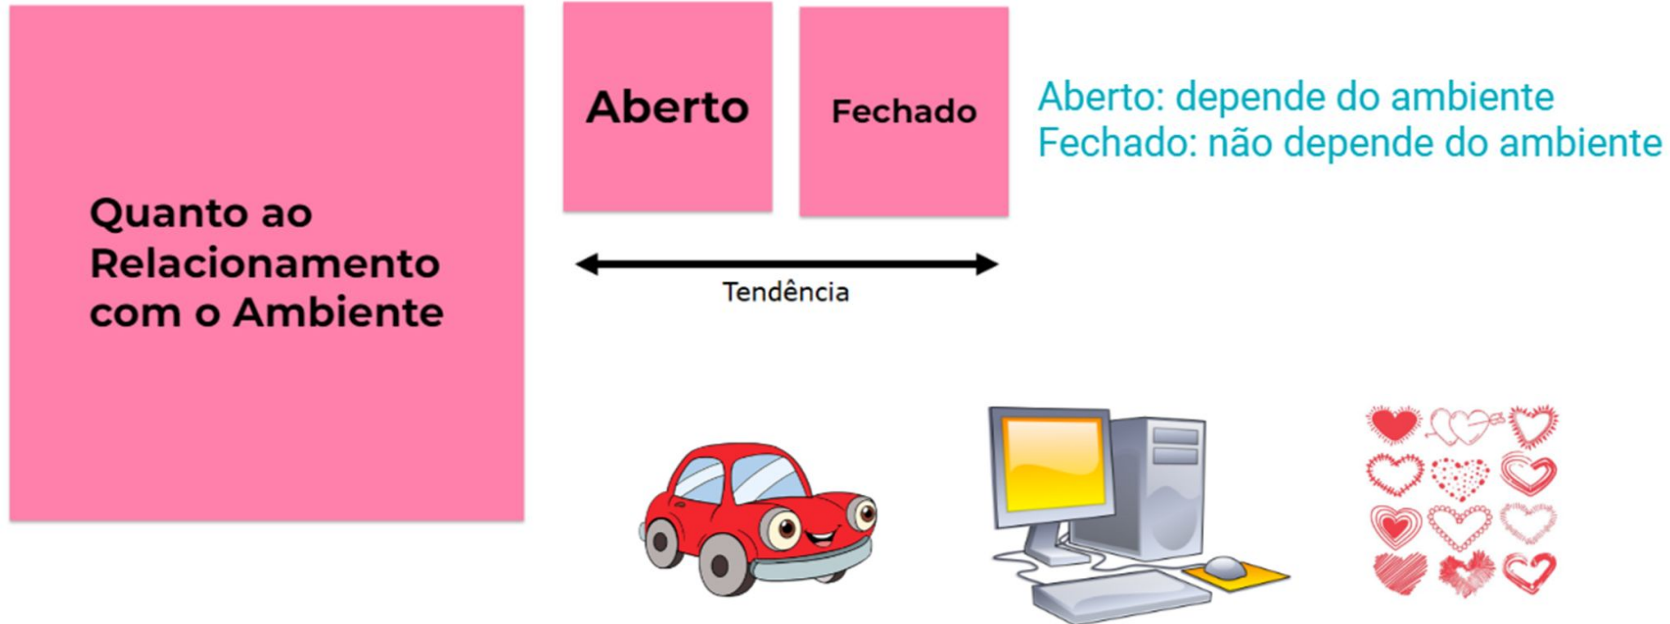 Quanto ao
Relacionamento
com o Ambiente
Aberto
Fechado
Tendência
Aberto: depende do ambiente
Fechado: não depende do ambiente